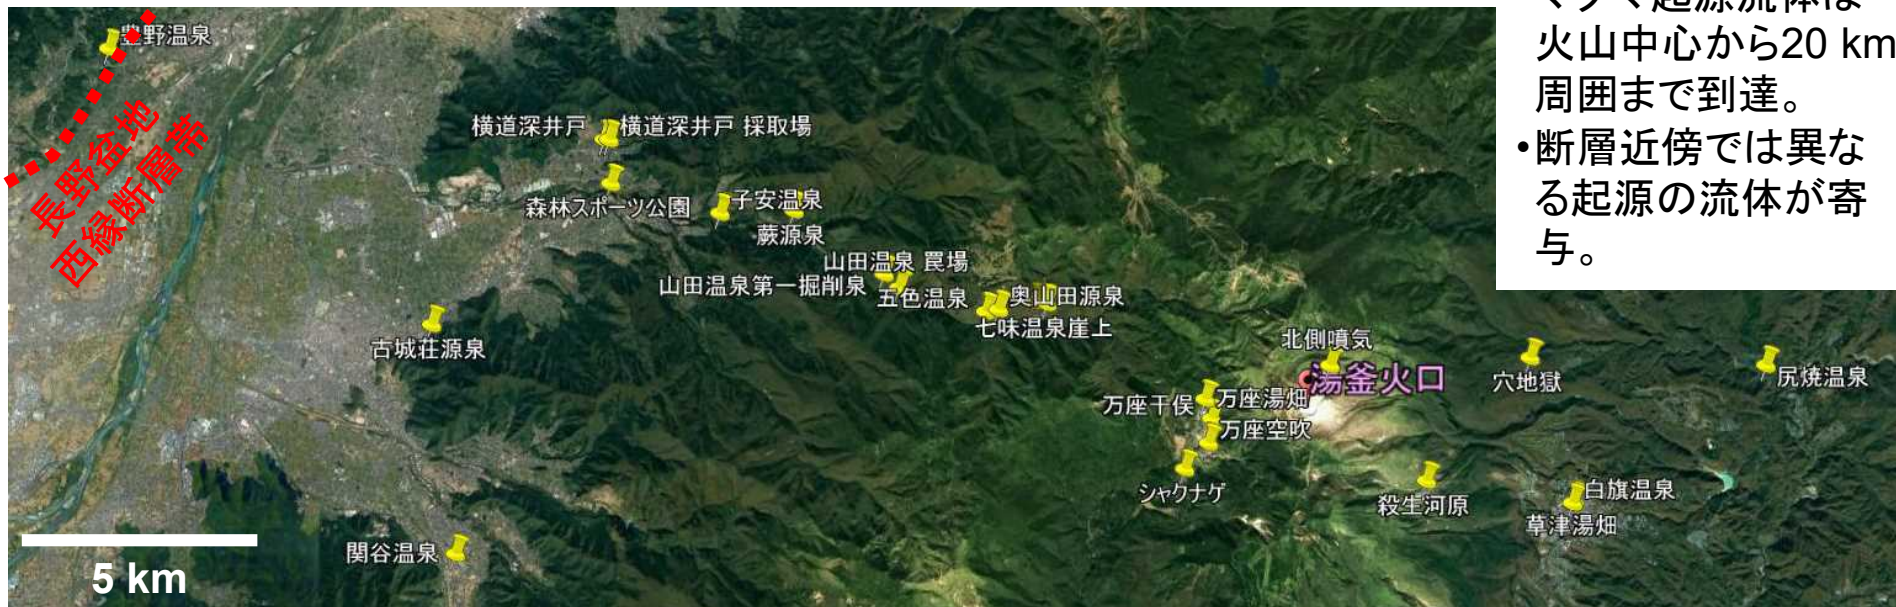 豊野温泉
長野盆地
西縁断層帯
横道深井戸
横道深井戸 採取場
森林スポーツ公園
子安温泉
蕨源泉
山田温泉 罠場
山田温泉第一掘削泉
五色温泉
奥山田源泉
七味温泉崖上
古城荘源泉
関谷温泉
5 km
北側噴気
湯釜火口
万座干俣
万座湯畑
万座空吹
シャクナゲ
殺生河原
穴地獄
尻焼温泉
白旗温泉
草津湯畑
マグマ起源流体は
火山中心から20 km
周囲まで到達。
•断層近傍では異な
る起源の流体が寄
与。